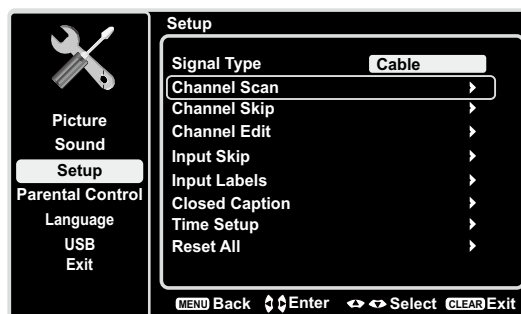 Picture
Sound
Setup
Parental Control
Language
USB
Exit
Setup
Signal Type Cable
Channel Scan
Channel Skip
Channel Edit
Input Skip
Input Labels
Closed Caption
Time Setup
Reset All
MENU Back Enter Select CLEAR Exit